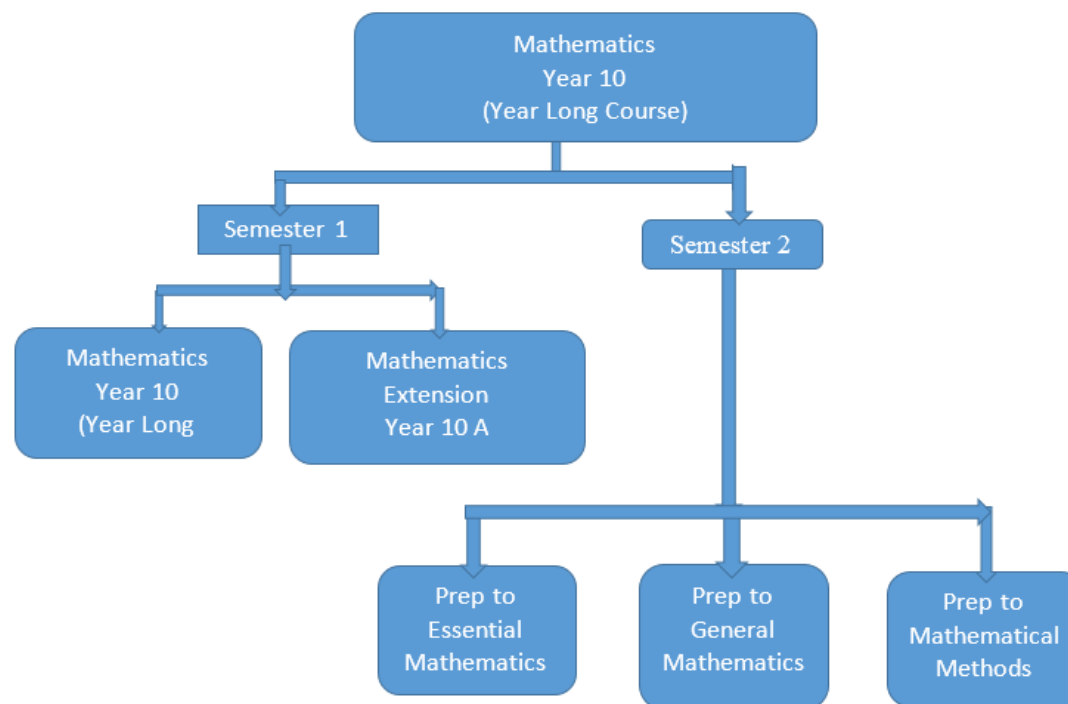 Mathematics
Year 10
(Year Long Course)
Semester 1
Semester 2
Mathematics
Year 10
(Year Long
Mathematics
Extension
Year 10 A
Prep to
Essential
Mathematics
Prep to
General
Mathematics
Prep to
Mathematical
Methods